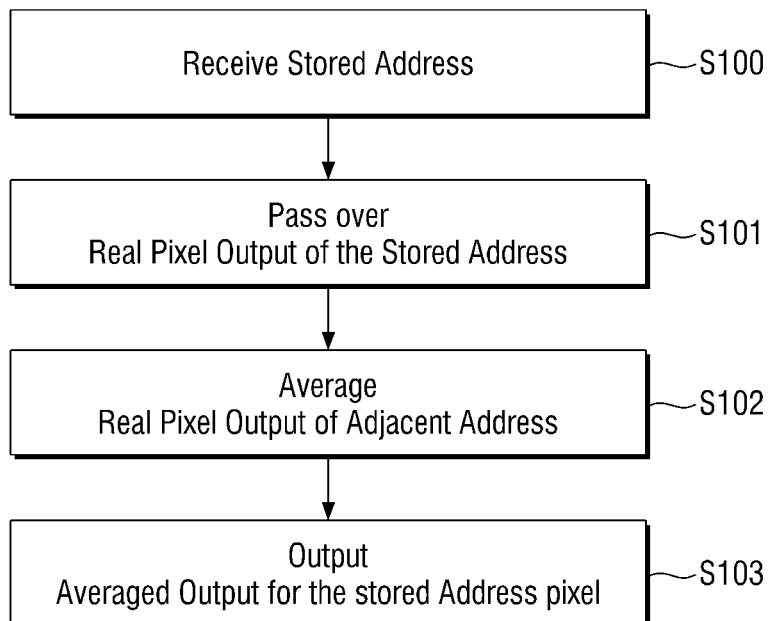 Receive Stored Address
S100
Pass over
Real Pixel Output of the Stored Address
S101
Average
Real Pixel Output of Adjacent Address
S102
Output
Averaged Output for the stored Address pixel
S103